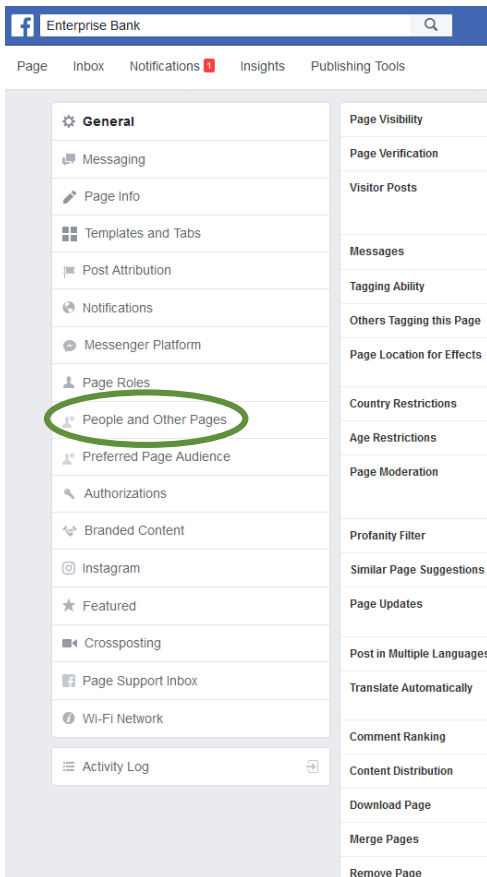 Enterprise Bank
Page Inbox Notifications 1 Insights Publishing Tools
General
Messaging
Page Info
Templates and Tabs
Post Attribution
Notifications
Messenger Platform
Page Roles
People and Other Pages
Preferred Page Audience
Authorizations
Branded Content
Instagram
Featured
Crossposting
Page Support Inbox
Wi-Fi Network
Activity Log
Page Visibility
Page Verification
Visitor Posts
Messages
Tagging Ability
Others Tagging this Page
Page Location for Effects
Country Restrictions
Age Restrictions
Page Moderation
Profanity Filter
Similar Page Suggestions
Page Updates
Post in Multiple Languages
Translate Automatically
Comment Ranking
Content Distribution
Download Page
Merge Pages
Remove Page